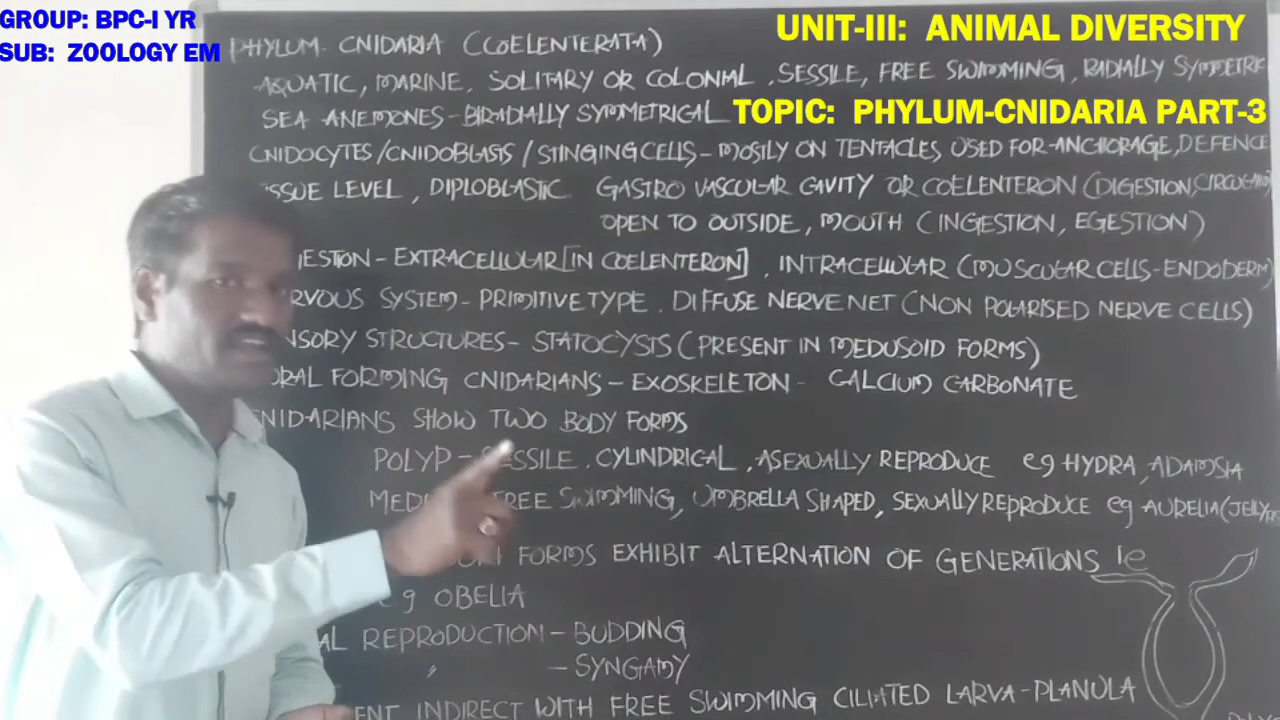 GROUP: BPC-I YR
SUB: ZOOLOGY EM
UNIT-III: ANIMAL DIVERSITY
TOPIC: PHYLUM-CNIDARIA PART-3
PHYLUM- CNIDARIA (COELENTERATA)
AQUATIC, MARINE, SOLITARY OR COLONIAL, SESSILE, FREE SWIMMING, RADIALLY SYMMETRI
SEA ANEMONES-BIRADIALLY SYMMETRICAL
CNIDOCYTES/CNIDOBLASTS/STINGING CELLS-MOSTLY ON TENTACLES USED FOR-ANCHORAGE, DEFENCE
SSUE LEVEL, DIPLOBLASTIC GASTRO VASCULAR CAVITY OR COELENTERON (DIGESTION, CIRCULATION)
OPEN TO OUTSIDE, MOUTH (INGESTION, EGESTION)
ESTION-EXTRACELLULAR[IN COELENTERON], INTRACELLULAR (MUSCULAR CELLS-ENDODERM)
RVOUS SYSTEM-PRIMITIVE TYPE. DIFFUSE NERVE NET (NON POLARISED NERVE CELLS)
NSORY STRUCTURES- STATOCYSTS (PRESENT IN MEDUSOID FORMS)
ORAL FORMING CNIDARIANS-EXOSKELETON- CALCIUM CARBONATE
NIDARIANS SHOW TWO BODY FORMS
POLYP-SESSILE, CYLINDRICAL, ASEXUALLY REPRODUCE eg HYDRA, ADAMSIA
MEDU FREE SWIMMING, UMBRELLA SHAPED, SEXUALLY REPRODUCE eg AURELIA (JELLY
FORMS EXHIBIT ALTERNATION OF GENERATIONS ie
eg OBELIA
AL REPRODUCTION-BUDDING
〃 -SYNGAMY
ENT INDIRECT WITH FREE SWIMMING CILIATED LARVA-PLANULA